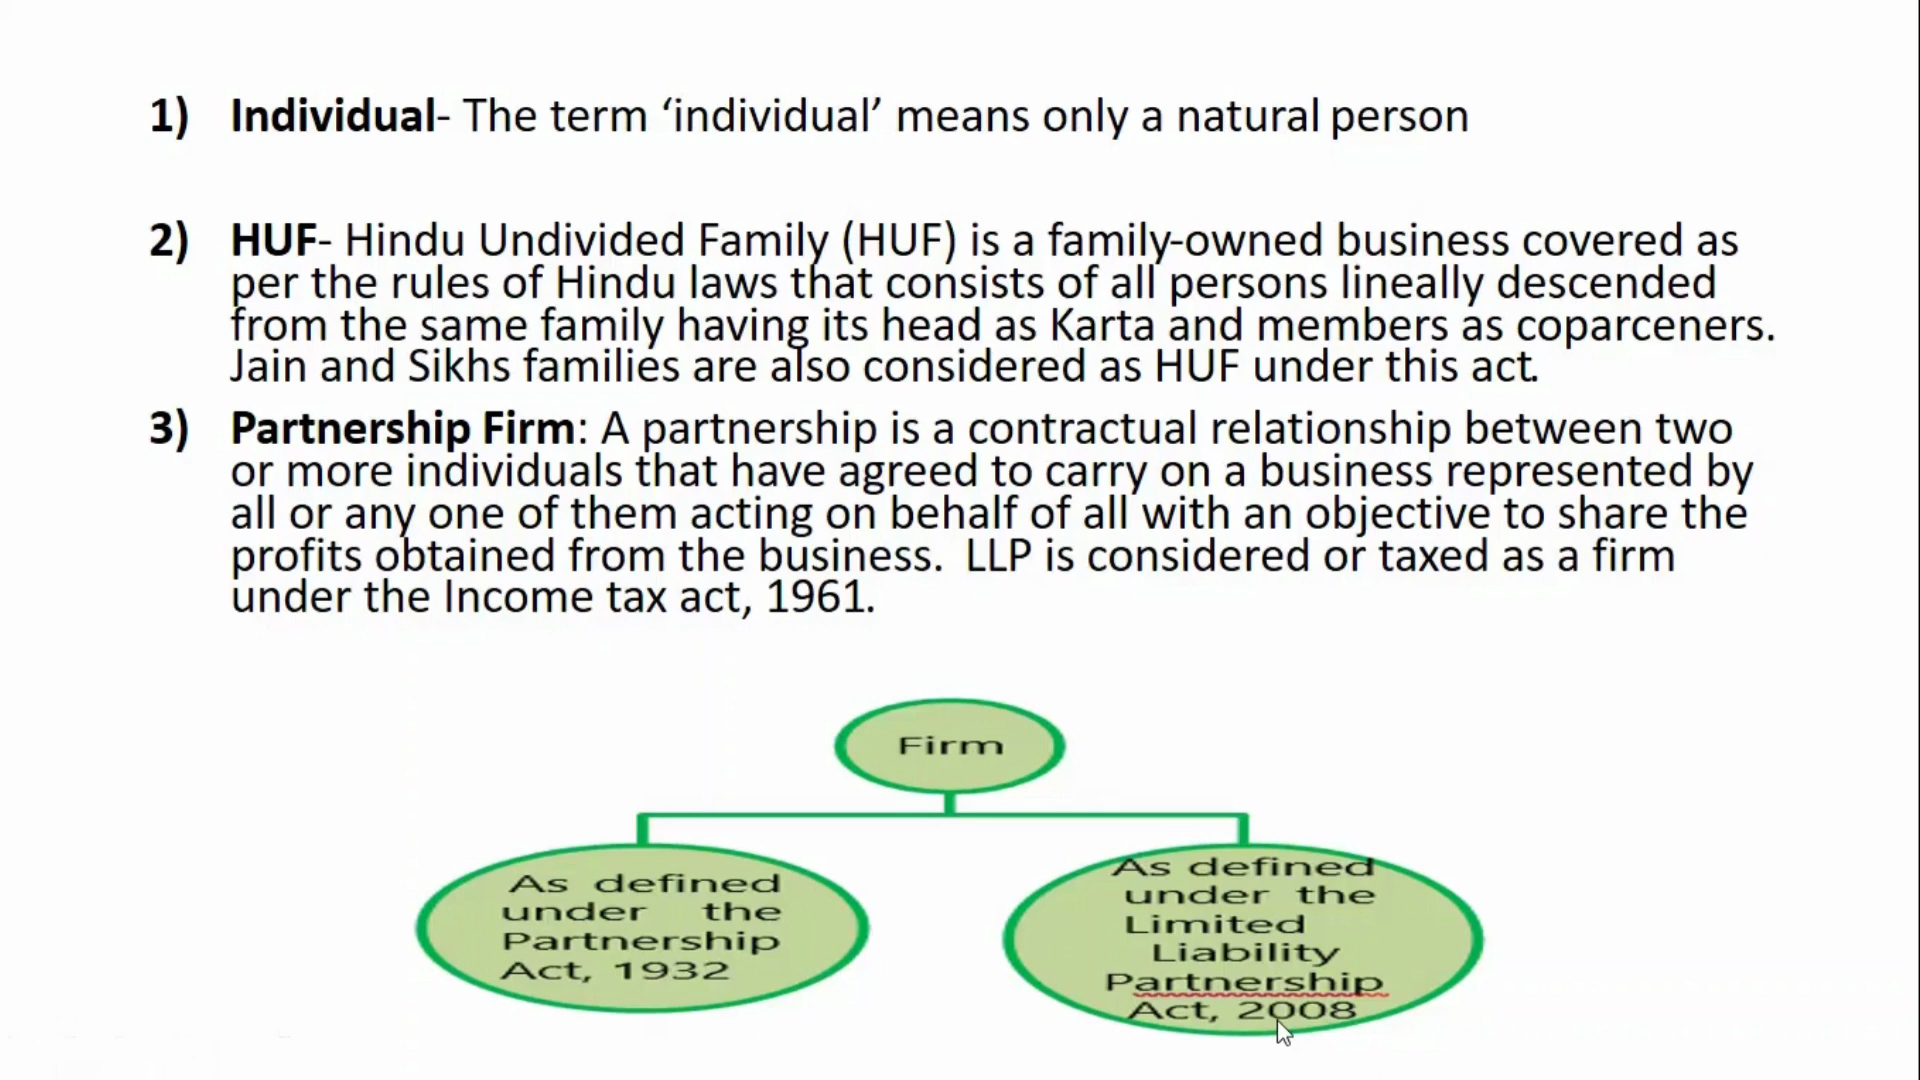 1) Individual- The term ‘individual’ means only a natural person
2) HUF- Hindu Undivided Family (HUF) is a family-owned business covered as
per the rules of Hindu laws that consists of all persons lineally descended
from the same family having its head as Karta and members as coparceners.
Jain and Sikhs families are also considered as HUF under this act.
3) Partnership Firm: A partnership is a contractual relationship between two
or more individuals that have agreed to carry on a business represented by
all or any one of them acting on behalf of all with an objective to share the
profits obtained from the business. LLP is considered or taxed as a firm
under the Income tax act, 1961.
Firm
As defined
under the
Partnership
Act, 1932
As defined
under the
Limited
Liability
Partnership
Act, 2008